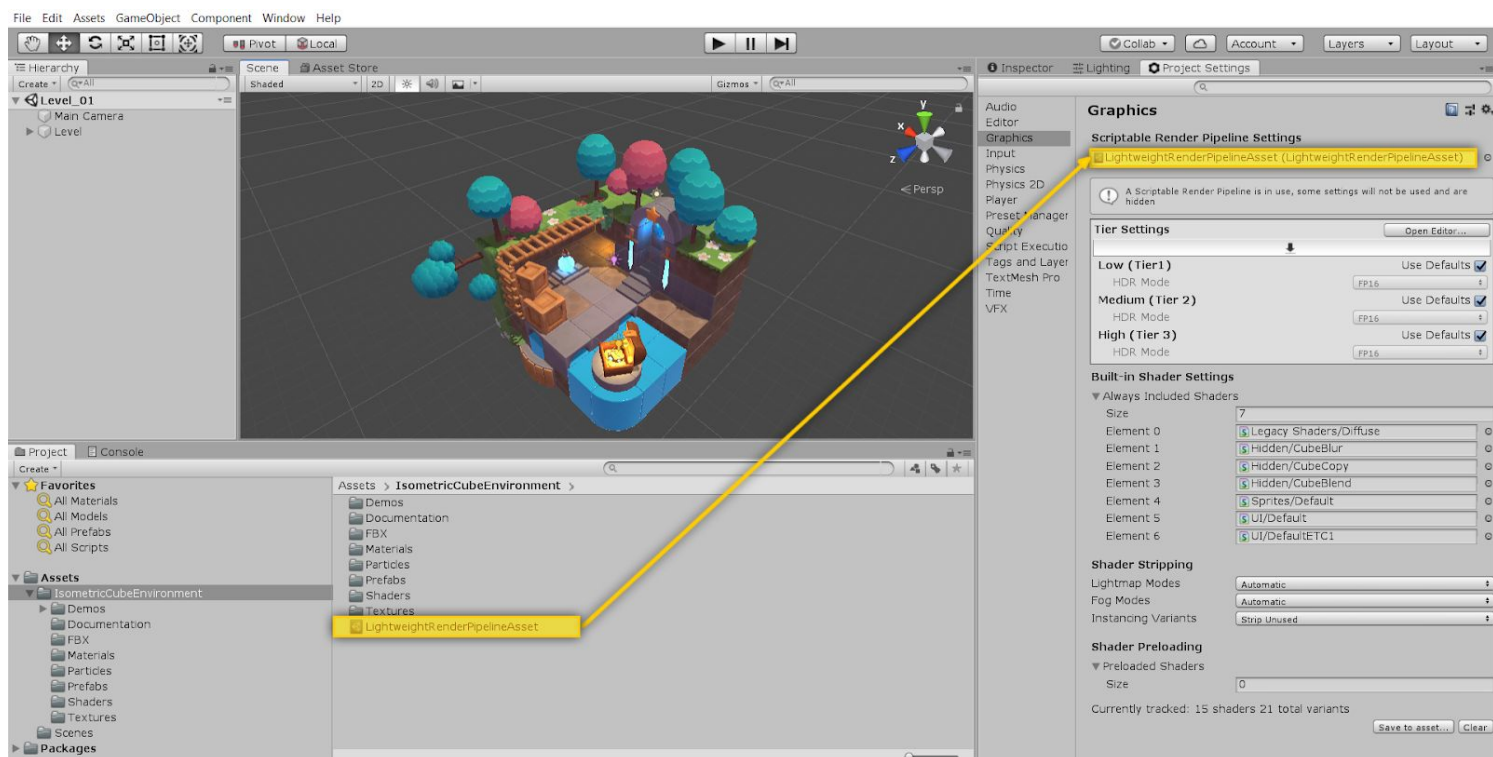 File Edit Assets GameObject Component Window Help
Pivot Local
Collab Account Layers Layout
Hierarchy
Create All
Level_01
Main Camera
Level
Scene Asset Store
Shaded 2D Gizmos All
y
x
z
Persp
Project Console
Create
Favorites
All Materials
All Models
All Prefabs
All Scripts
Assets
IsometricCubeEnvironment
Demos
Documentation
FBX
Materials
Particles
Prefabs
Shaders
Textures
Scenes
Packages
Assets > IsometricCubeEnvironment >
Demos
Documentation
FBX
Materials
Particles
Prefabs
Shaders
Textures
LightweightRenderPipelineAsset
Inspector Lighting Project Settings
Audio
Editor
Graphics
Input
Physics
Physics 2D
Player
Preset Manager
Quality
Script Executio
Tags and Layer
TextMesh Pro
Time
VFX
Graphics
Scriptable Render Pipeline Settings
LightweightRenderPipelineAsset (LightweightRenderPipelineAsset)
A Scriptable Render Pipeline is in use, some settings will not be used and are
hidden
Tier Settings Open Editor...
Low (Tier1) Use Defaults
HDR Mode FP16
Medium (Tier 2) Use Defaults
HDR Mode FP16
High (Tier 3) Use Defaults
HDR Mode FP16
Built-in Shader Settings
Always Included Shaders
Size 7
Element 0 Legacy Shaders/Diffuse
Element 1 Hidden/CubeBlur
Element 2 Hidden/CubeCopy
Element 3 Hidden/CubeBlend
Element 4 Sprites/Default
Element 5 UI/Default
Element 6 UI/DefaultETC1
Shader Stripping
Lightmap Modes Automatic
Fog Modes Automatic
Instancing Variants Strip Unused
Shader Preloading
Preloaded Shaders
Size 0
Currently tracked: 15 shaders 21 total variants
Save to asset... Clear